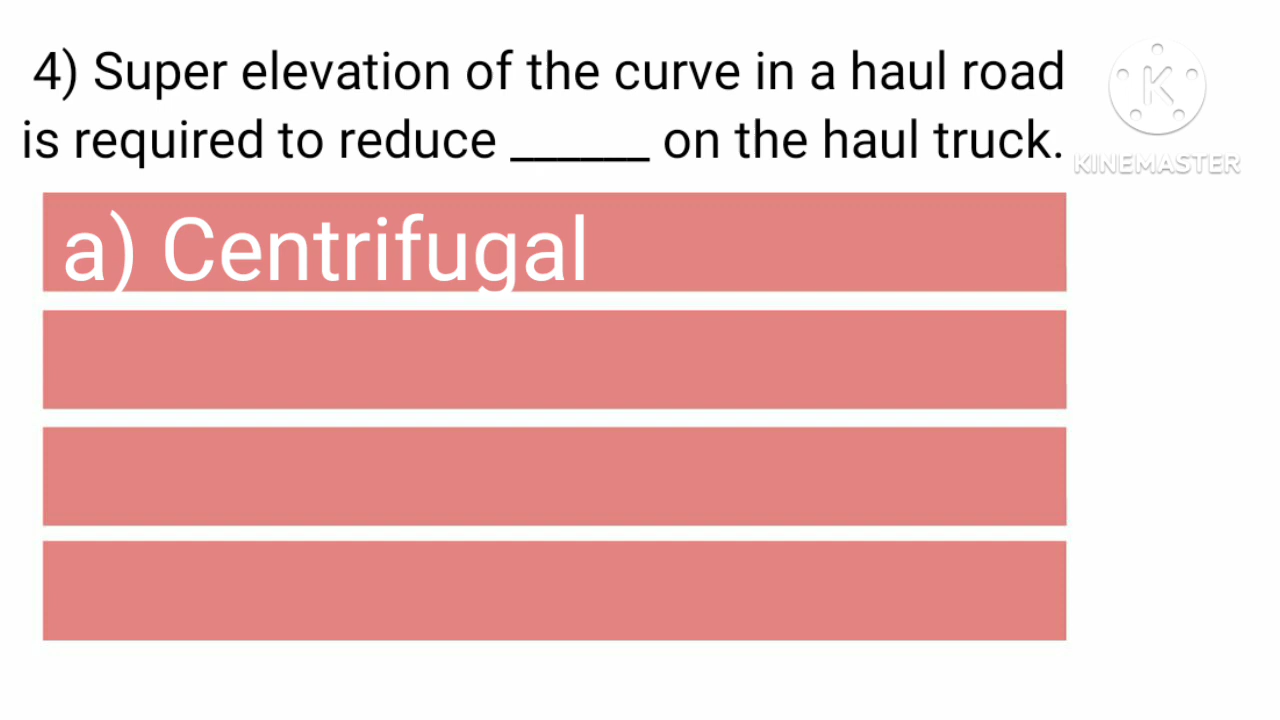 4) Super elevation of the curve in a haul road
is required to reduce ______ on the haul truck.
K
KINEMASTER
a) Centrifugal